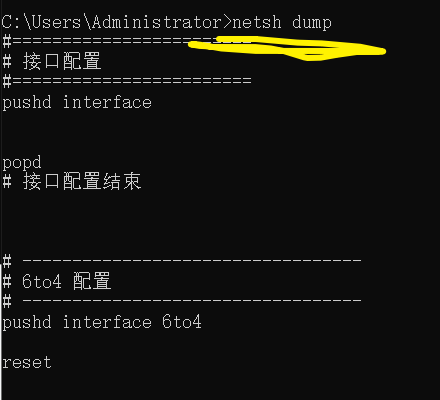 C:\Users\Administrator>netsh dump
#========================
# 接口配置
#========================
pushd interface
popd
# 接口配置结束
# ----------------------------------
# 6to4 配置
# ----------------------------------
pushd interface 6to4
reset